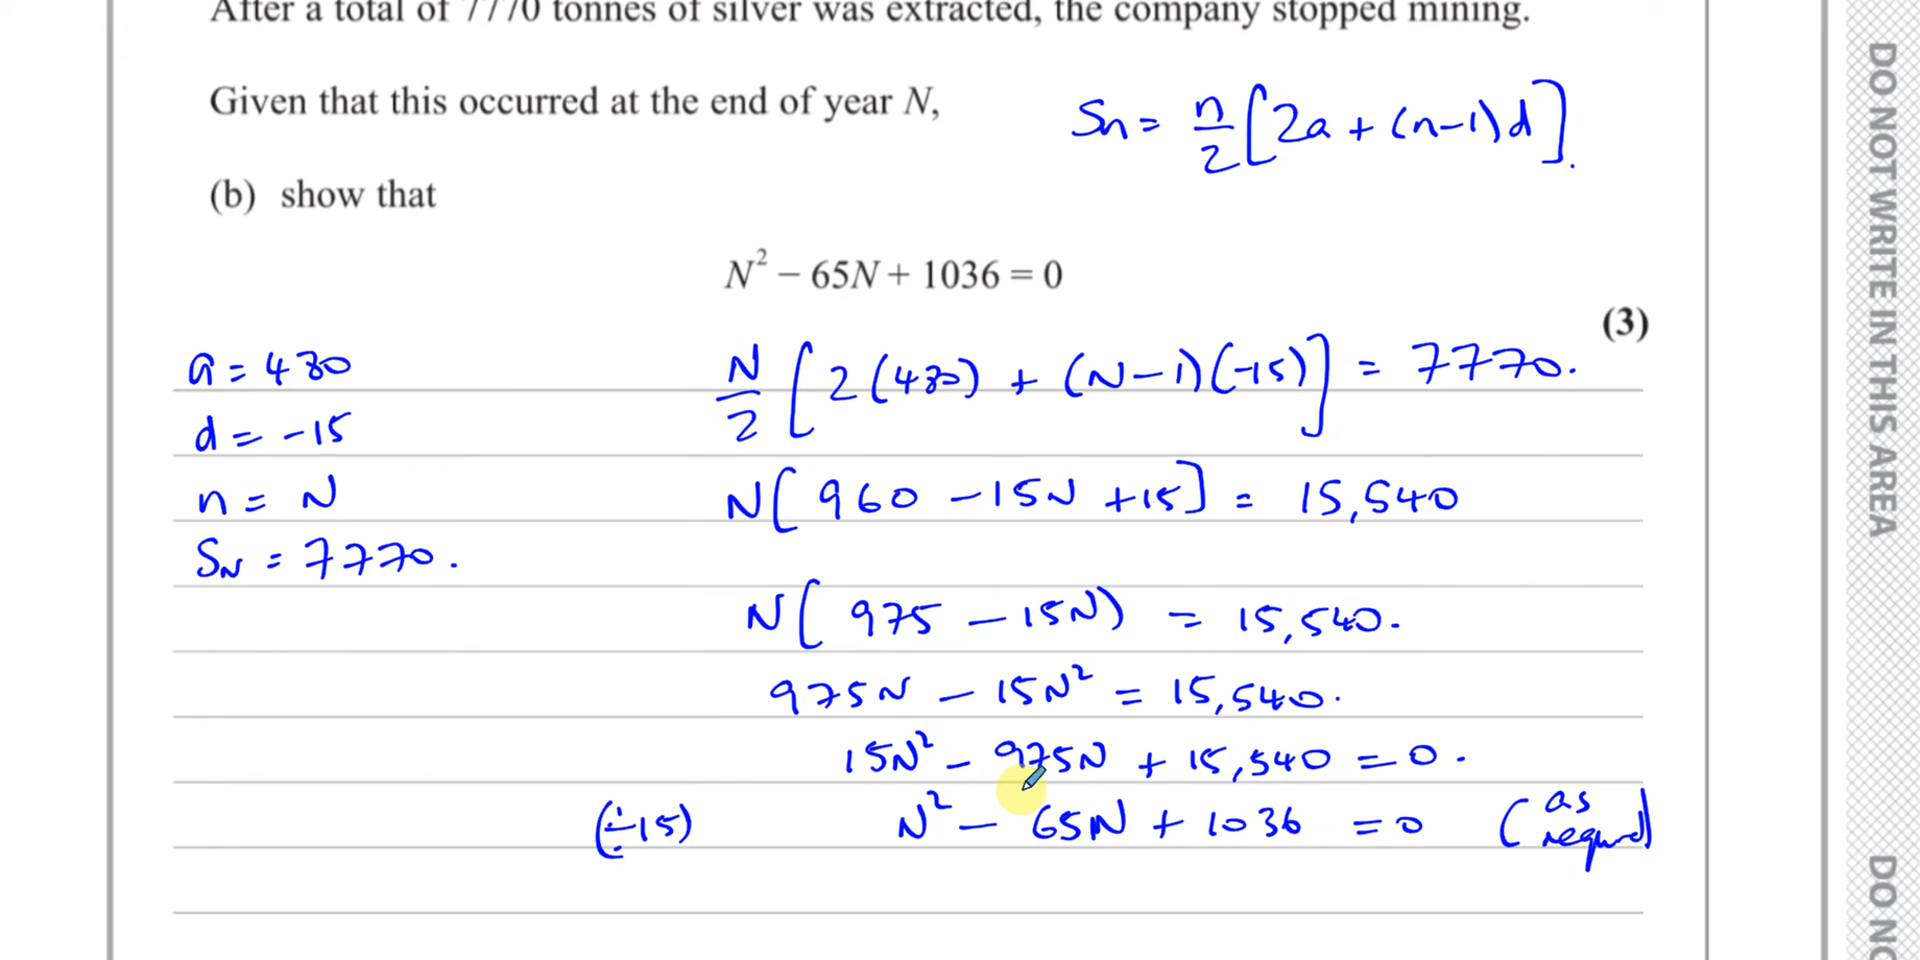 After a total of 7770 tonnes of silver was extracted, the company stopped mining.
Given that this occurred at the end of year N,
Sn = n/2 [2a + (n-1)d].
(b) show that
N² − 65N + 1036 = 0
(3)
a = 480
d = -15
n = N
SN = 7770.
N/2 [2(480) + (N-1)(-15)] = 7770.
N[960 - 15N + 15] = 15,540
N(975 - 15N) = 15,540.
975N - 15N² = 15,540.
15N² - 975N + 15,540 = 0.
(÷15) N² - 65N + 1036 = 0 (as required)
DO NOT WRITE IN THIS AREA
DO NO